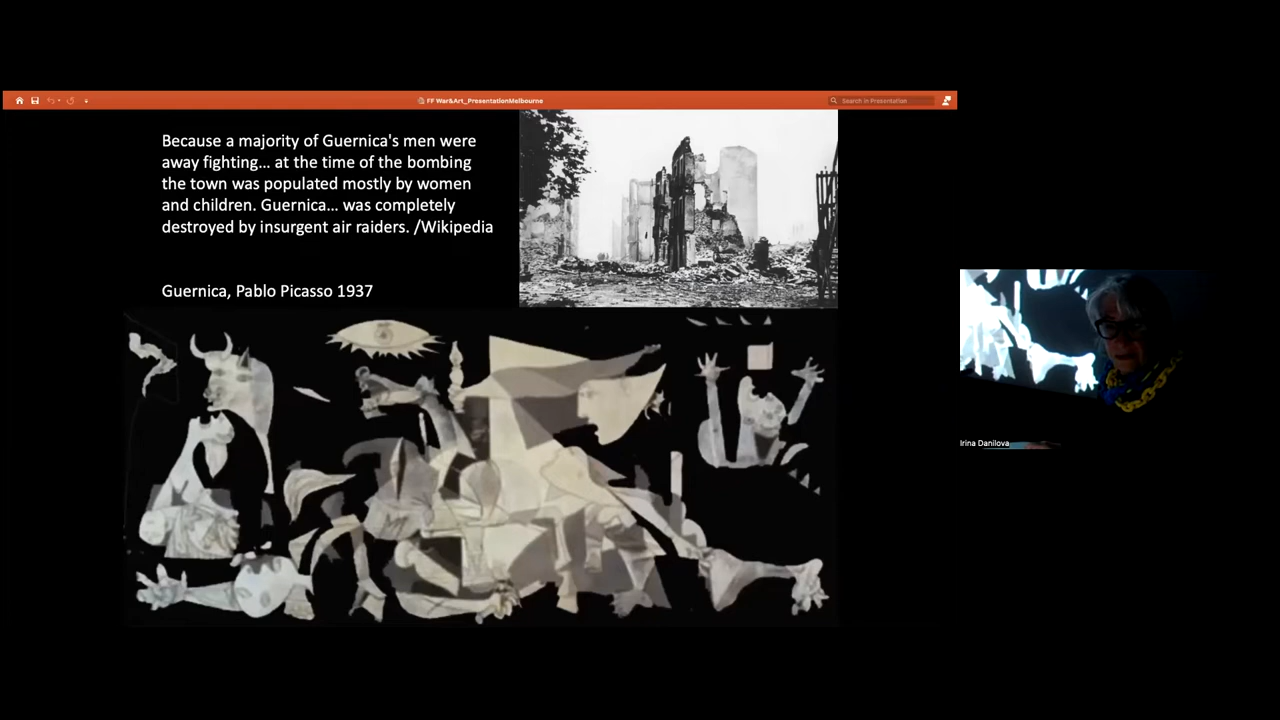 FF War&Art_PresentationMelbourne
Search in Presentation
Because a majority of Guernica's men were
away fighting... at the time of the bombing
the town was populated mostly by women
and children. Guernica... was completely
destroyed by insurgent air raiders. /Wikipedia
Guernica, Pablo Picasso 1937
Irina Danilova